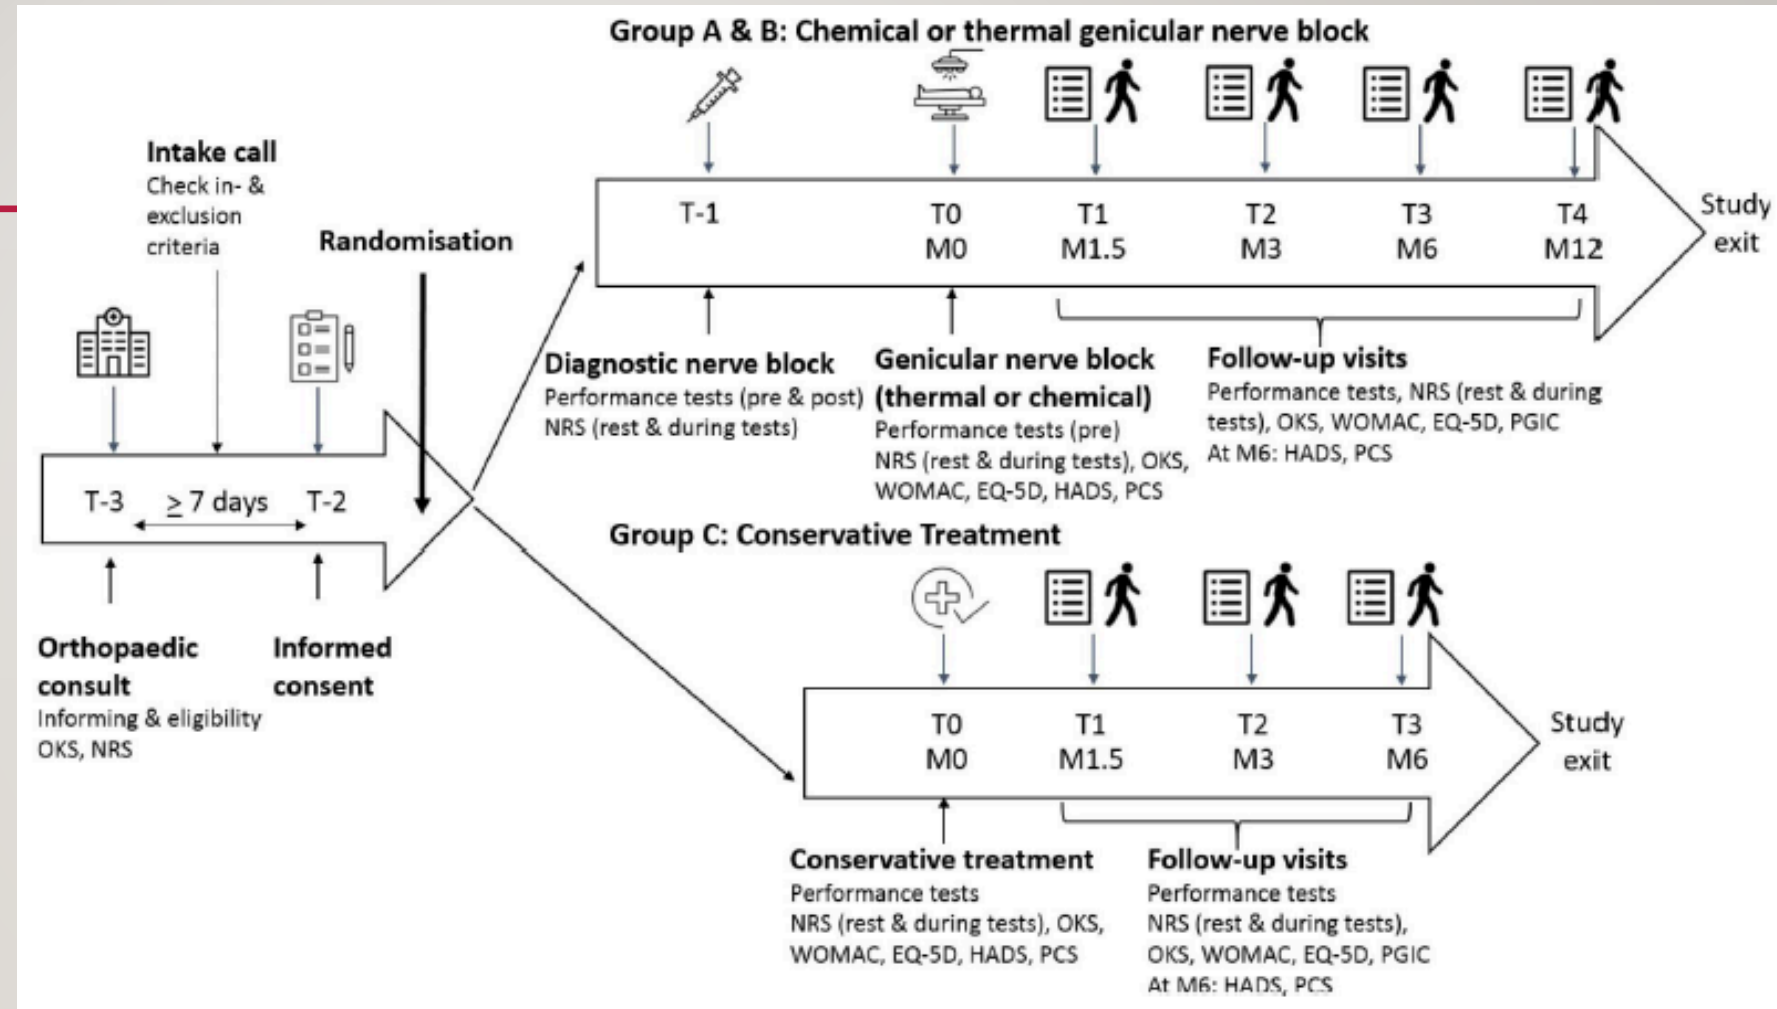 Group A & B: Chemical or thermal genicular nerve block
Intake call
Check in- &
exclusion
criteria
Randomisation
T-3
≥ 7 days
T-2
Orthopaedic
consult
Informing & eligibility
OKS, NRS
Informed
consent
T-1
T0
M0
T1
M1.5
T2
M3
T3
M6
T4
M12
Study
exit
Diagnostic nerve block
Performance tests (pre & post)
NRS (rest & during tests)
Genicular nerve block
(thermal or chemical)
Performance tests (pre)
NRS (rest & during tests), OKS,
WOMAC, EQ-5D, HADS, PCS
Follow-up visits
Performance tests, NRS (rest & during
tests), OKS, WOMAC, EQ-5D, PGIC
At M6: HADS, PCS
Group C: Conservative Treatment
T0
M0
T1
M1.5
T2
M3
T3
M6
Study
exit
Conservative treatment
Performance tests
NRS (rest & during tests), OKS,
WOMAC, EQ-5D, HADS, PCS
Follow-up visits
Performance tests
NRS (rest & during tests),
OKS, WOMAC, EQ-5D, PGIC
At M6: HADS, PCS